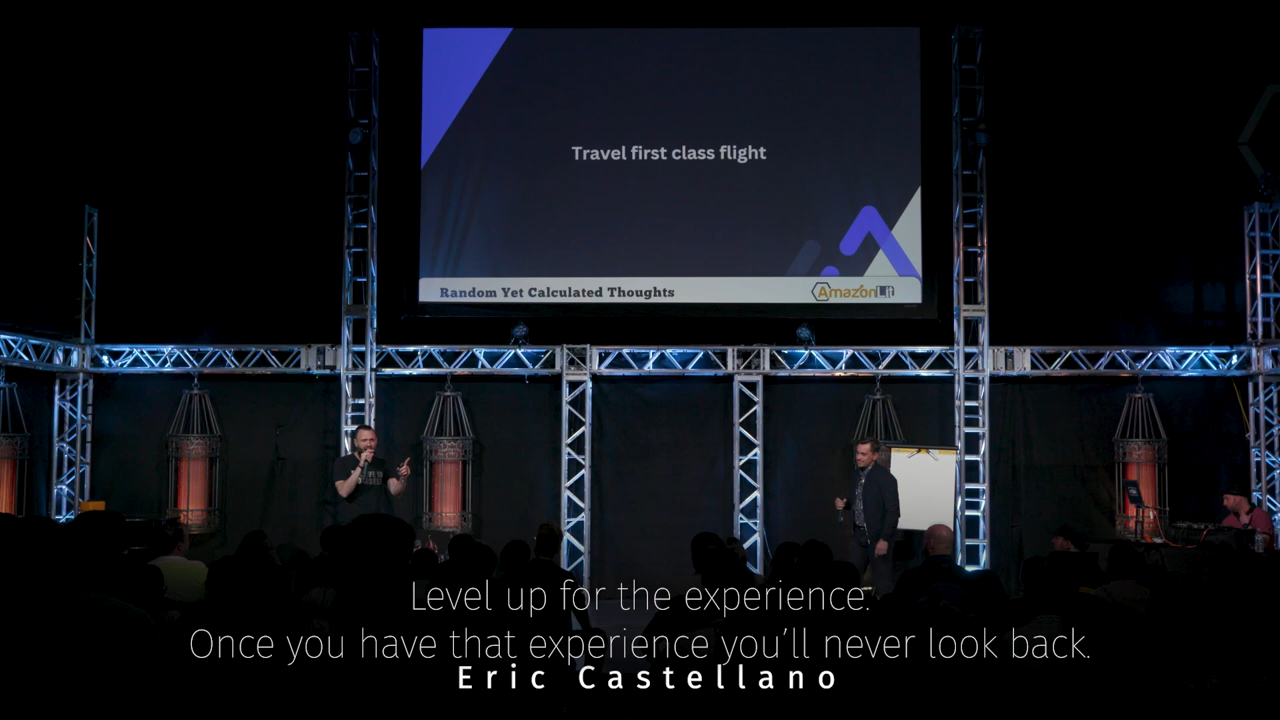 Travel first class flight
Random Yet Calculated Thoughts
AmazonLit
Level up for the experience.
Once you have that experience you'll never look back.
Eric Castellano